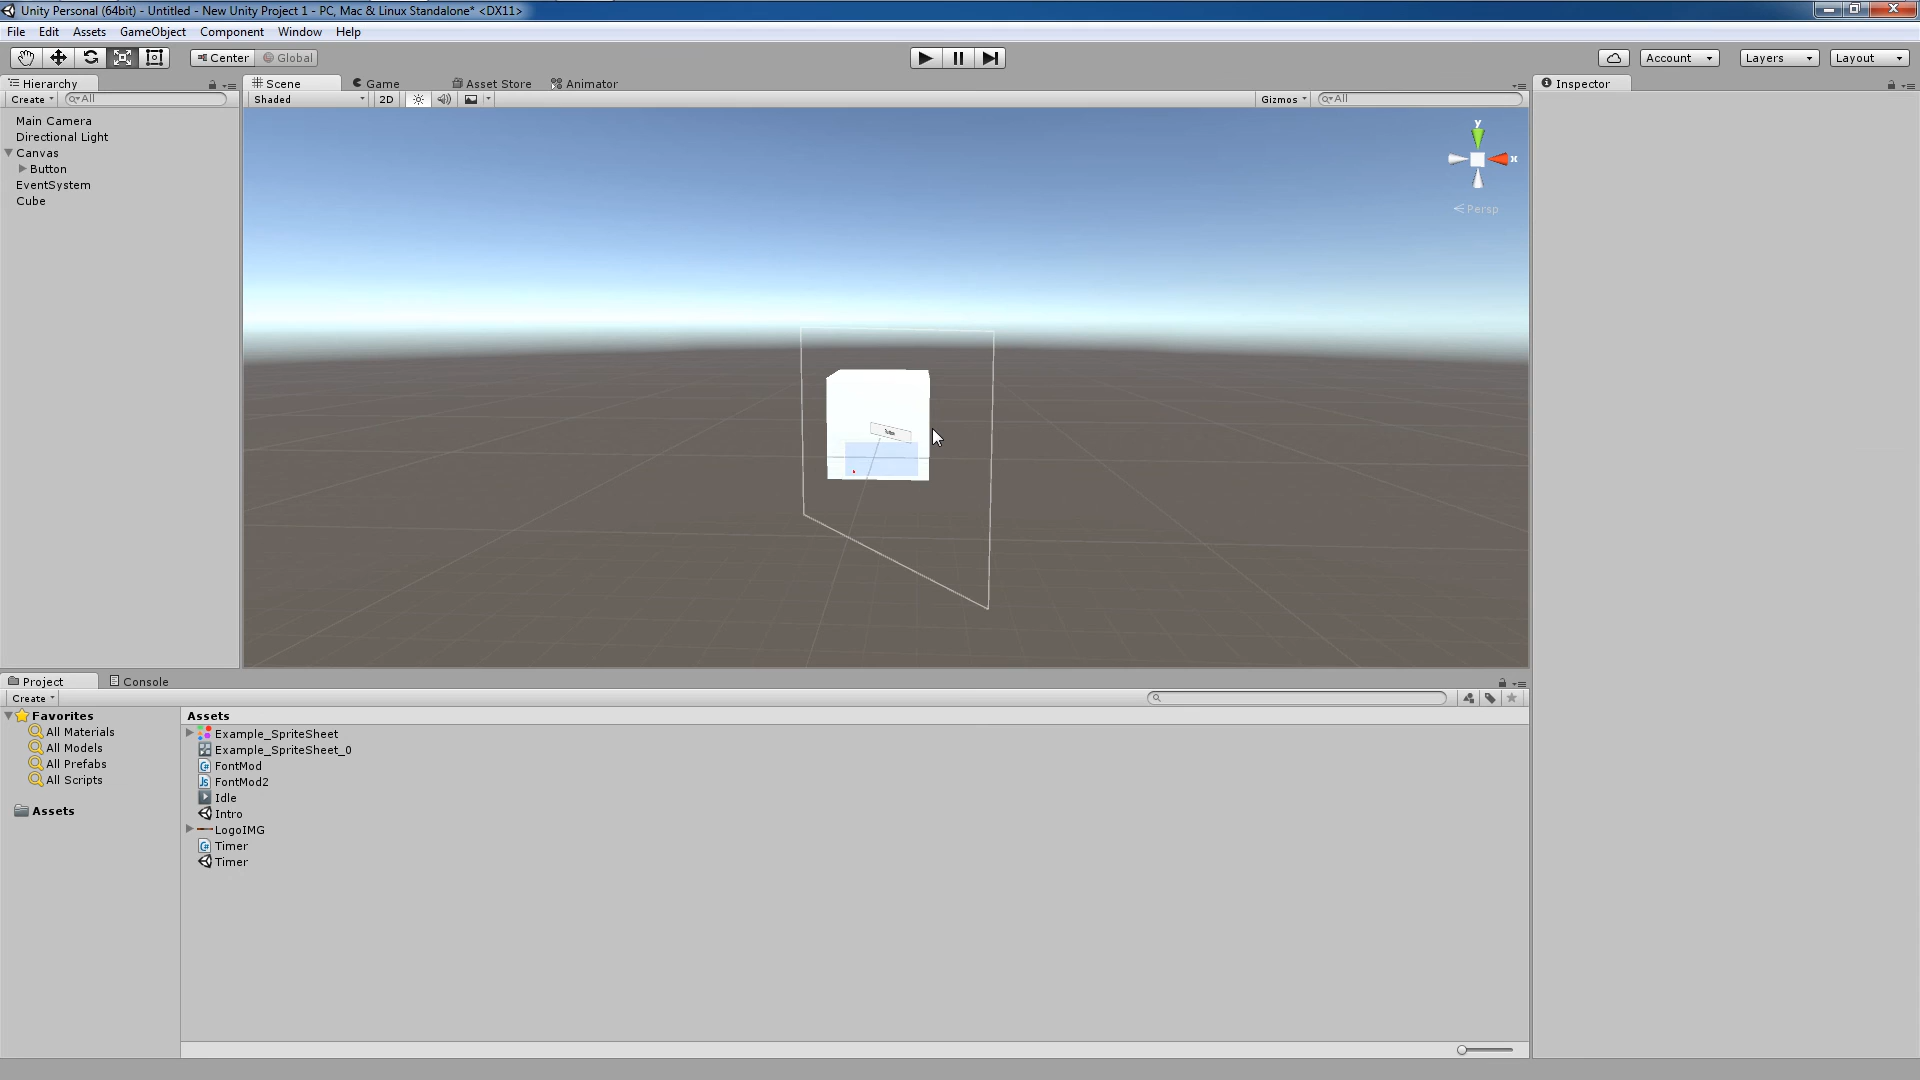 Unity Personal (64bit) - Untitled - New Unity Project 1 - PC, Mac & Linux Standalone* <DX11>
File Edit Assets GameObject Component Window Help
Center Global Account Layers Layout
Hierarchy Scene Game Asset Store Animator Inspector
Create All Shaded 2D Gizmos All
Main Camera
Directional Light
Canvas
Button
EventSystem
Cube
y
x
Persp
Project Console
Create
Favorites
All Materials
All Models
All Prefabs
All Scripts
Assets
Assets
Example_SpriteSheet
Example_SpriteSheet_0
FontMod
FontMod2
Idle
Intro
LogoIMG
Timer
Timer